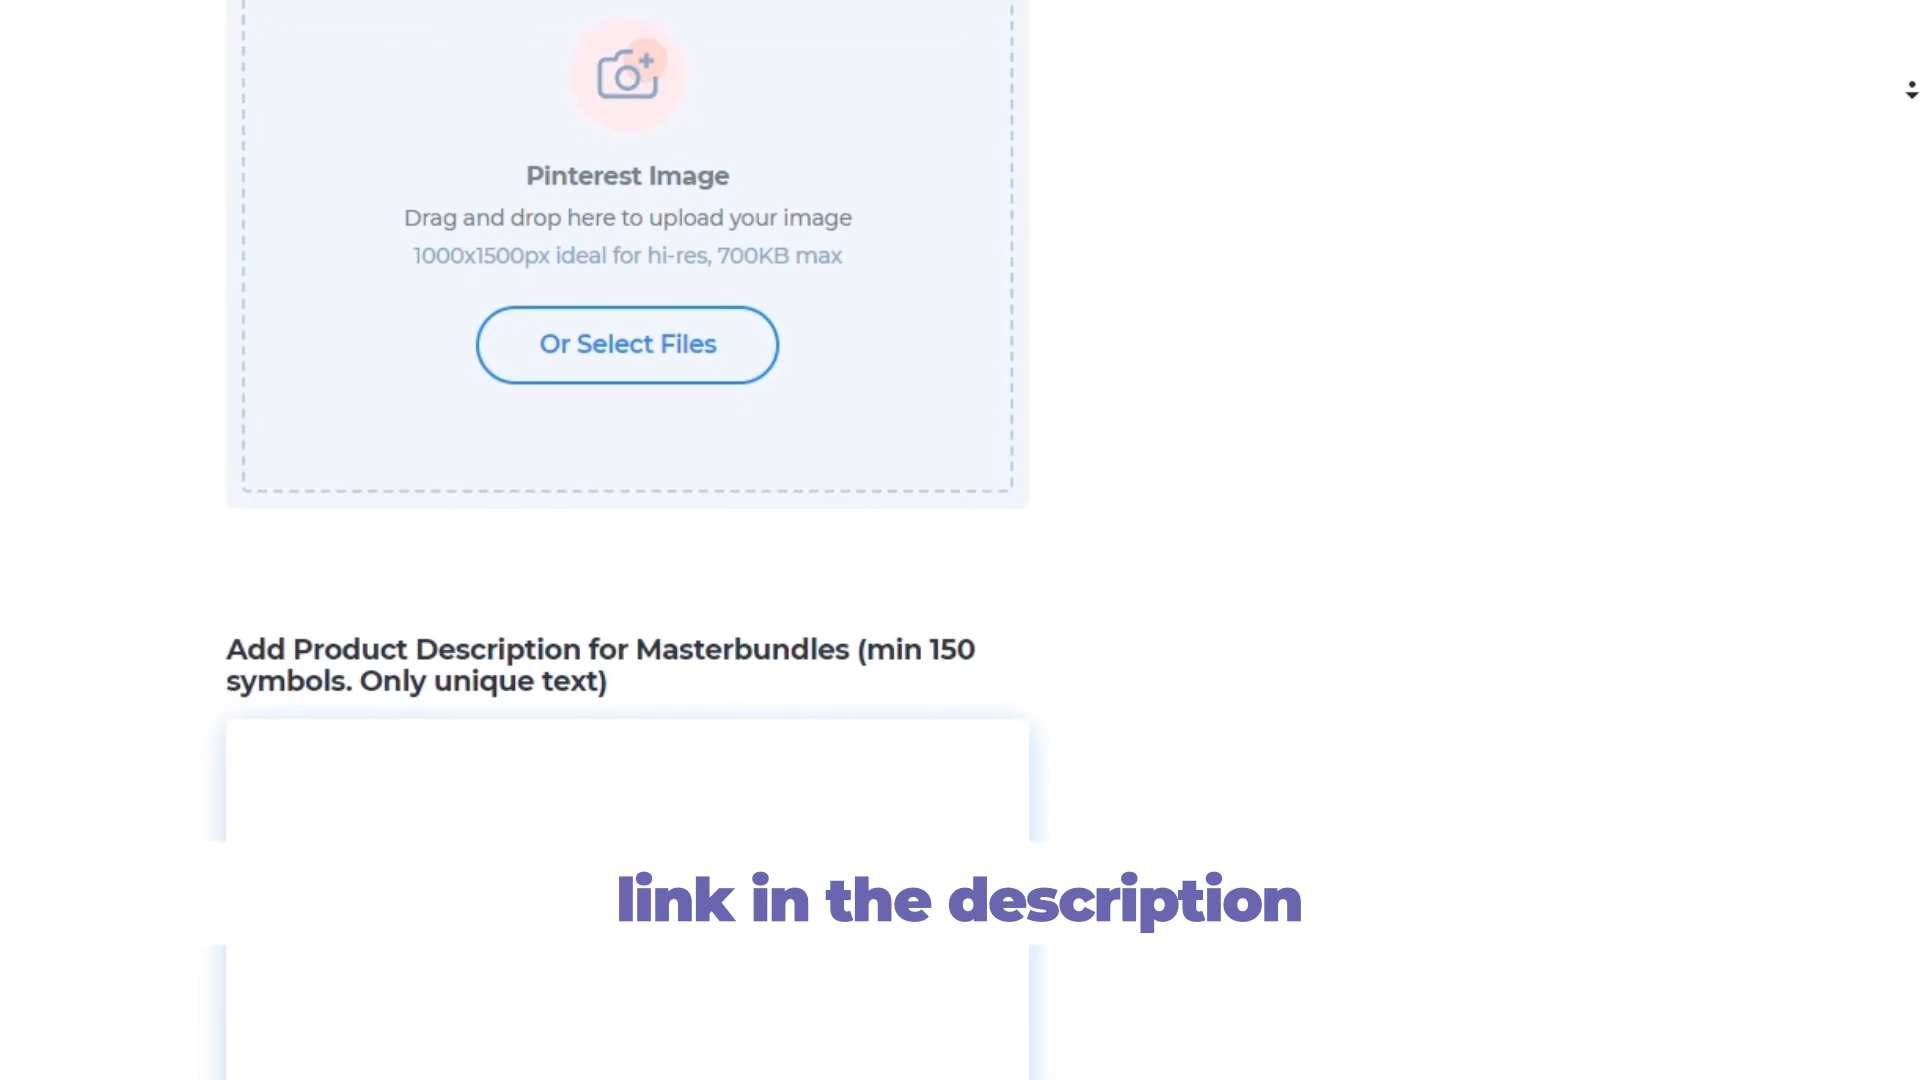 Pinterest Image
Drag and drop here to upload your image
1000x1500px ideal for hi-res, 700KB max
Or Select Files
Add Product Description for Masterbundles (min 150
symbols. Only unique text)
link in the description